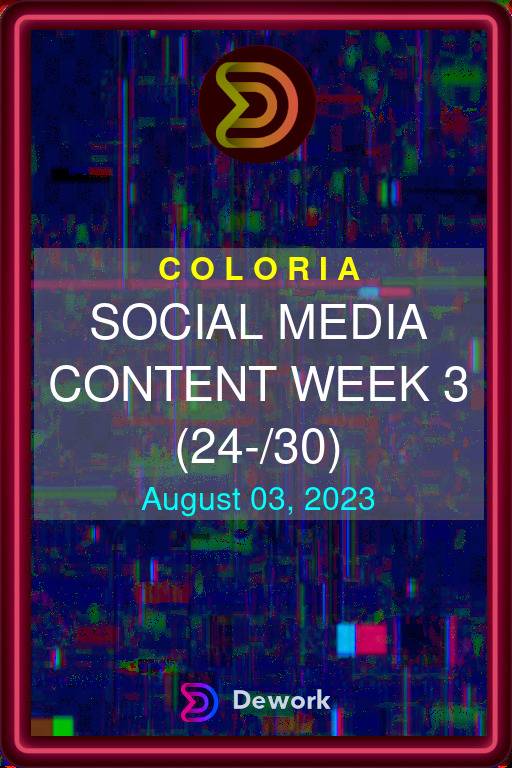 COLORIA
SOCIAL MEDIA
CONTENT WEEK 3
(24-/30)
August 03, 2023
Dework